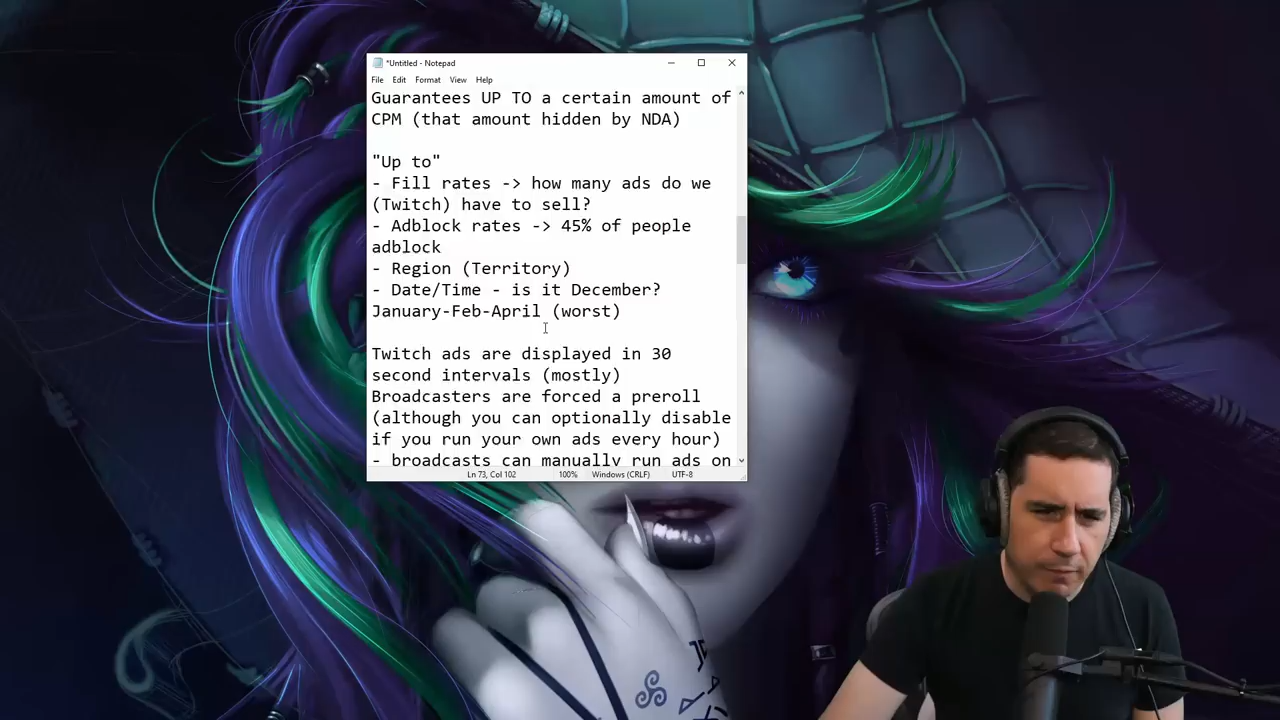 *Untitled - Notepad
File Edit Format View Help
Guarantees UP TO a certain amount of
CPM (that amount hidden by NDA)
"Up to"
- Fill rates -> how many ads do we
(Twitch) have to sell?
- Adblock rates -> 45% of people
adblock
- Region (Territory)
- Date/Time - is it December?
January-Feb-April (worst)
Twitch ads are displayed in 30
second intervals (mostly)
Broadcasters are forced a preroll
(although you can optionally disable
if you run your own ads every hour)
- broadcasts can manually run ads on
Ln 73, Col 102 100% Windows (CRLF) UTF-8